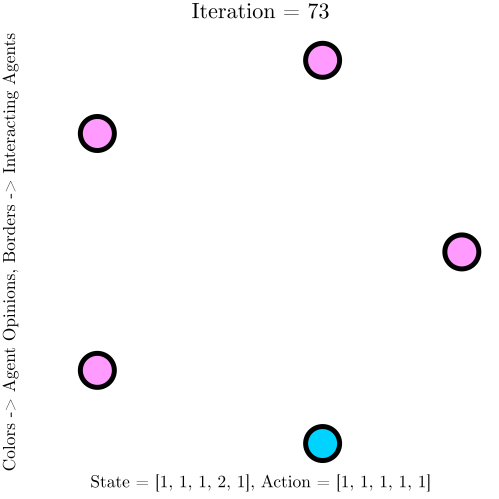 Iteration = 73
Colors -> Agent Opinions, Borders -> Interacting Agents
State = [1, 1, 1, 2, 1], Action = [1, 1, 1, 1, 1]